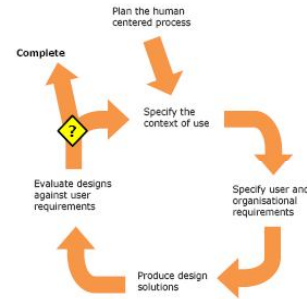 Plan the human
centered process
Complete
?
Specify the
context of use
Evaluate designs
against user
requirements
Specify user and
organisational
requirements
Produce design
solutions